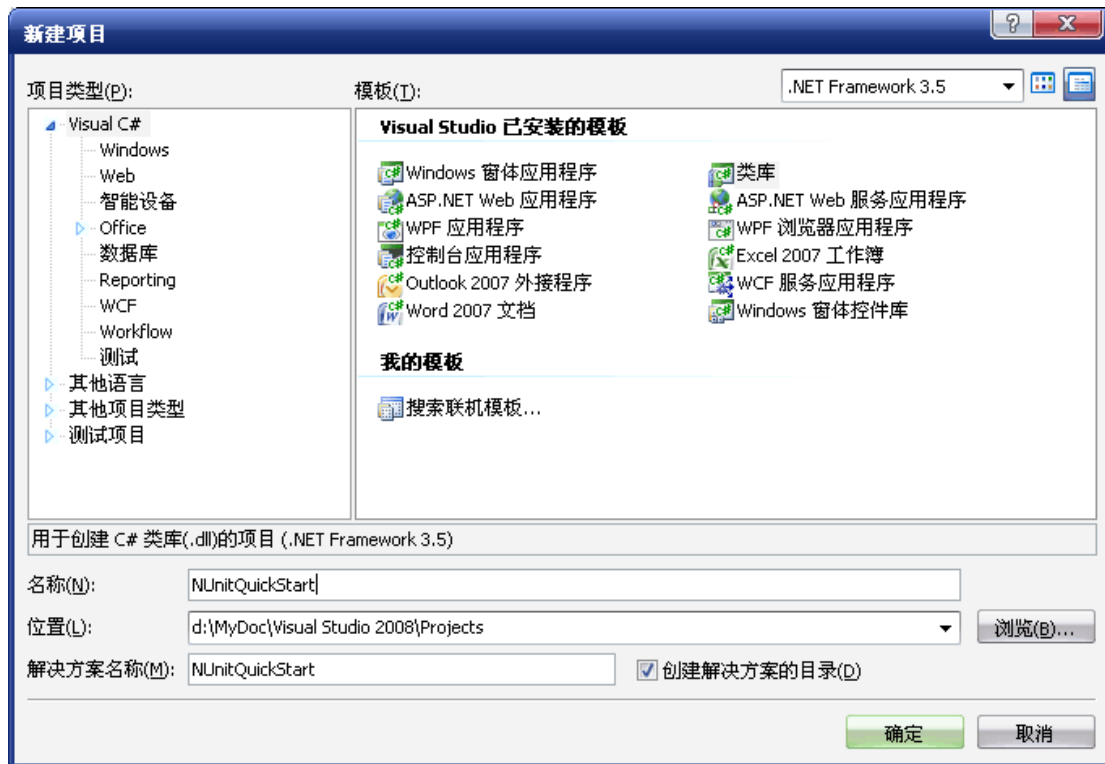 新建项目
项目类型(P):
模板(T):
.NET Framework 3.5
Visual C#
Windows
Web
智能设备
Office
数据库
Reporting
WCF
Workflow
测试
其他语言
其他项目类型
测试项目
Visual Studio 已安装的模板
Windows 窗体应用程序
类库
ASP.NET Web 应用程序
ASP.NET Web 服务应用程序
WPF 应用程序
WPF 浏览器应用程序
控制台应用程序
Excel 2007 工作簿
Outlook 2007 外接程序
WCF 服务应用程序
Word 2007 文档
Windows 窗体控件库
我的模板
搜索联机模板...
用于创建 C# 类库(.dll)的项目 (.NET Framework 3.5)
名称(N):
NUnitQuickStart
位置(L):
d:\MyDoc\Visual Studio 2008\Projects
浏览(B)...
解决方案名称(M):
NUnitQuickStart
创建解决方案的目录(D)
确定
取消